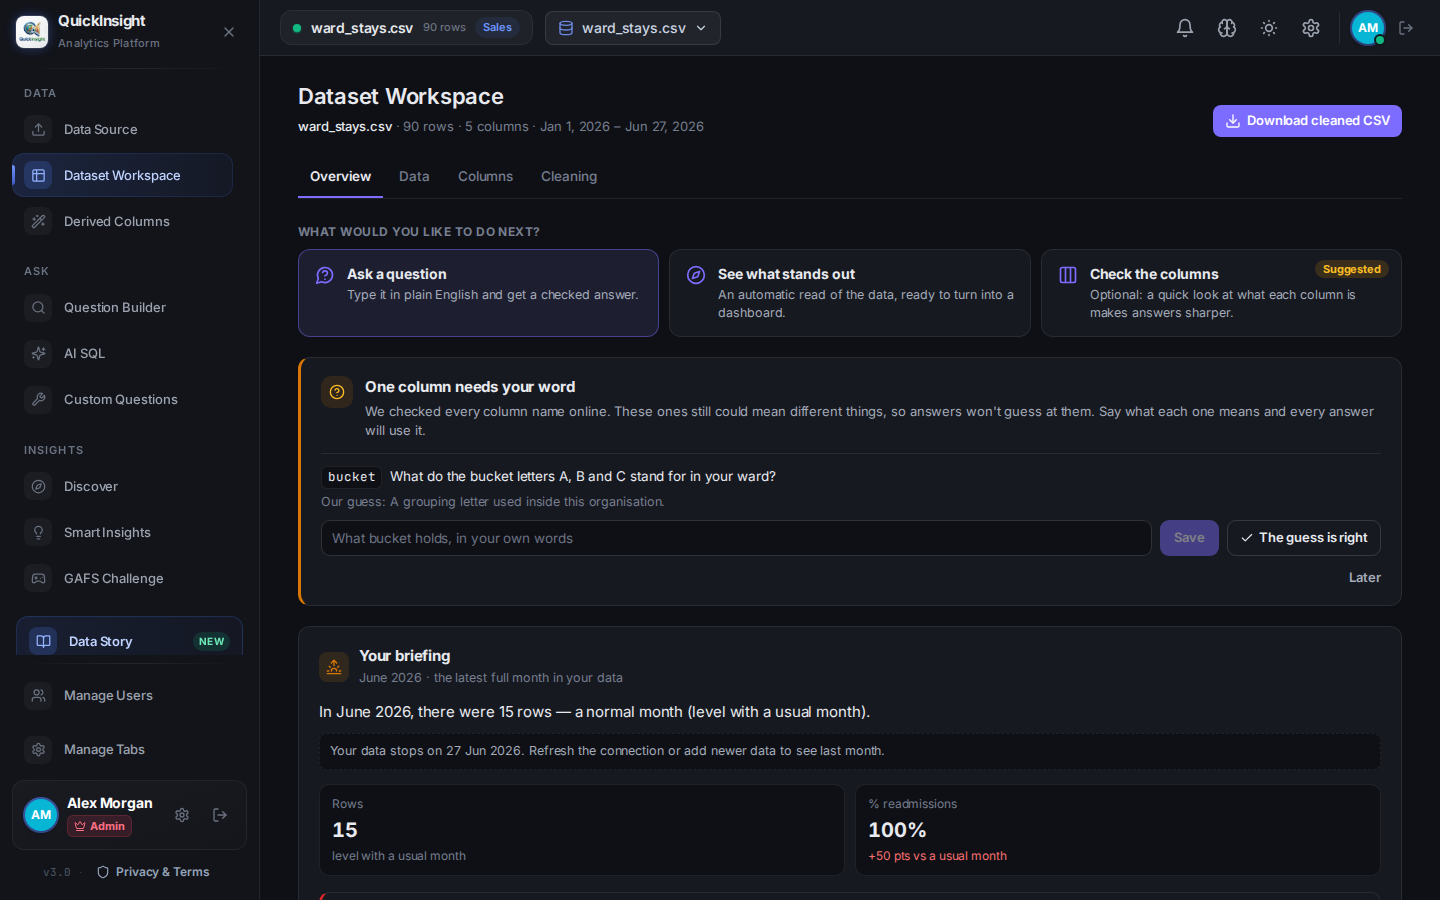 QuickInsight
Analytics Platform
DATA
Data Source
Dataset Workspace
Derived Columns
ASK
Question Builder
AI SQL
Custom Questions
INSIGHTS
Discover
Smart Insights
GAFS Challenge
Data Story NEW
Manage Users
Manage Tabs
AM Alex Morgan
Admin
v3.0 · Privacy & Terms
ward_stays.csv 90 rows Sales
ward_stays.csv
AM
Dataset Workspace
ward_stays.csv · 90 rows · 5 columns · Jan 1, 2026 – Jun 27, 2026
Download cleaned CSV
Overview Data Columns Cleaning
WHAT WOULD YOU LIKE TO DO NEXT?
Ask a question
Type it in plain English and get a checked answer.
See what stands out
An automatic read of the data, ready to turn into a
dashboard.
Check the columns Suggested
Optional: a quick look at what each column is
makes answers sharper.
One column needs your word
We checked every column name online. These ones still could mean different things, so answers won't guess at them. Say what each one means and every answer
will use it.
bucket What do the bucket letters A, B and C stand for in your ward?
Our guess: A grouping letter used inside this organisation.
What bucket holds, in your own words
Save
The guess is right
Later
Your briefing
June 2026 · the latest full month in your data
In June 2026, there were 15 rows — a normal month (level with a usual month).
Your data stops on 27 Jun 2026. Refresh the connection or add newer data to see last month.
Rows
15
level with a usual month
% readmissions
100%
+50 pts vs a usual month